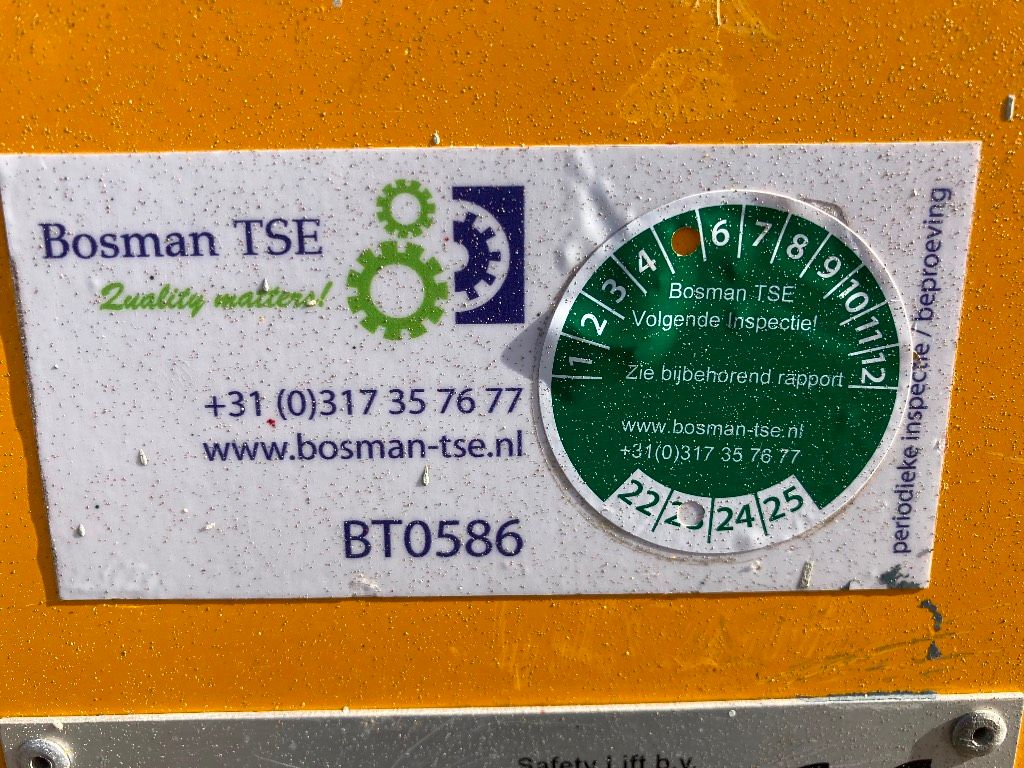 Bosman TSE
Quality matters!
+31 (0)317 35 76 77
www.bosman-tse.nl
BT0586
1 2 3 4 6 7 8 9 10 11 12
Bosman TSE
Volgende Inspectie!
Zie bijbehorend rapport
www.bosman-tse.nl
+31(0)317 35 76 77
22 23 24 25
periodieke inspectie / beproeving
Safety Lift b.v.